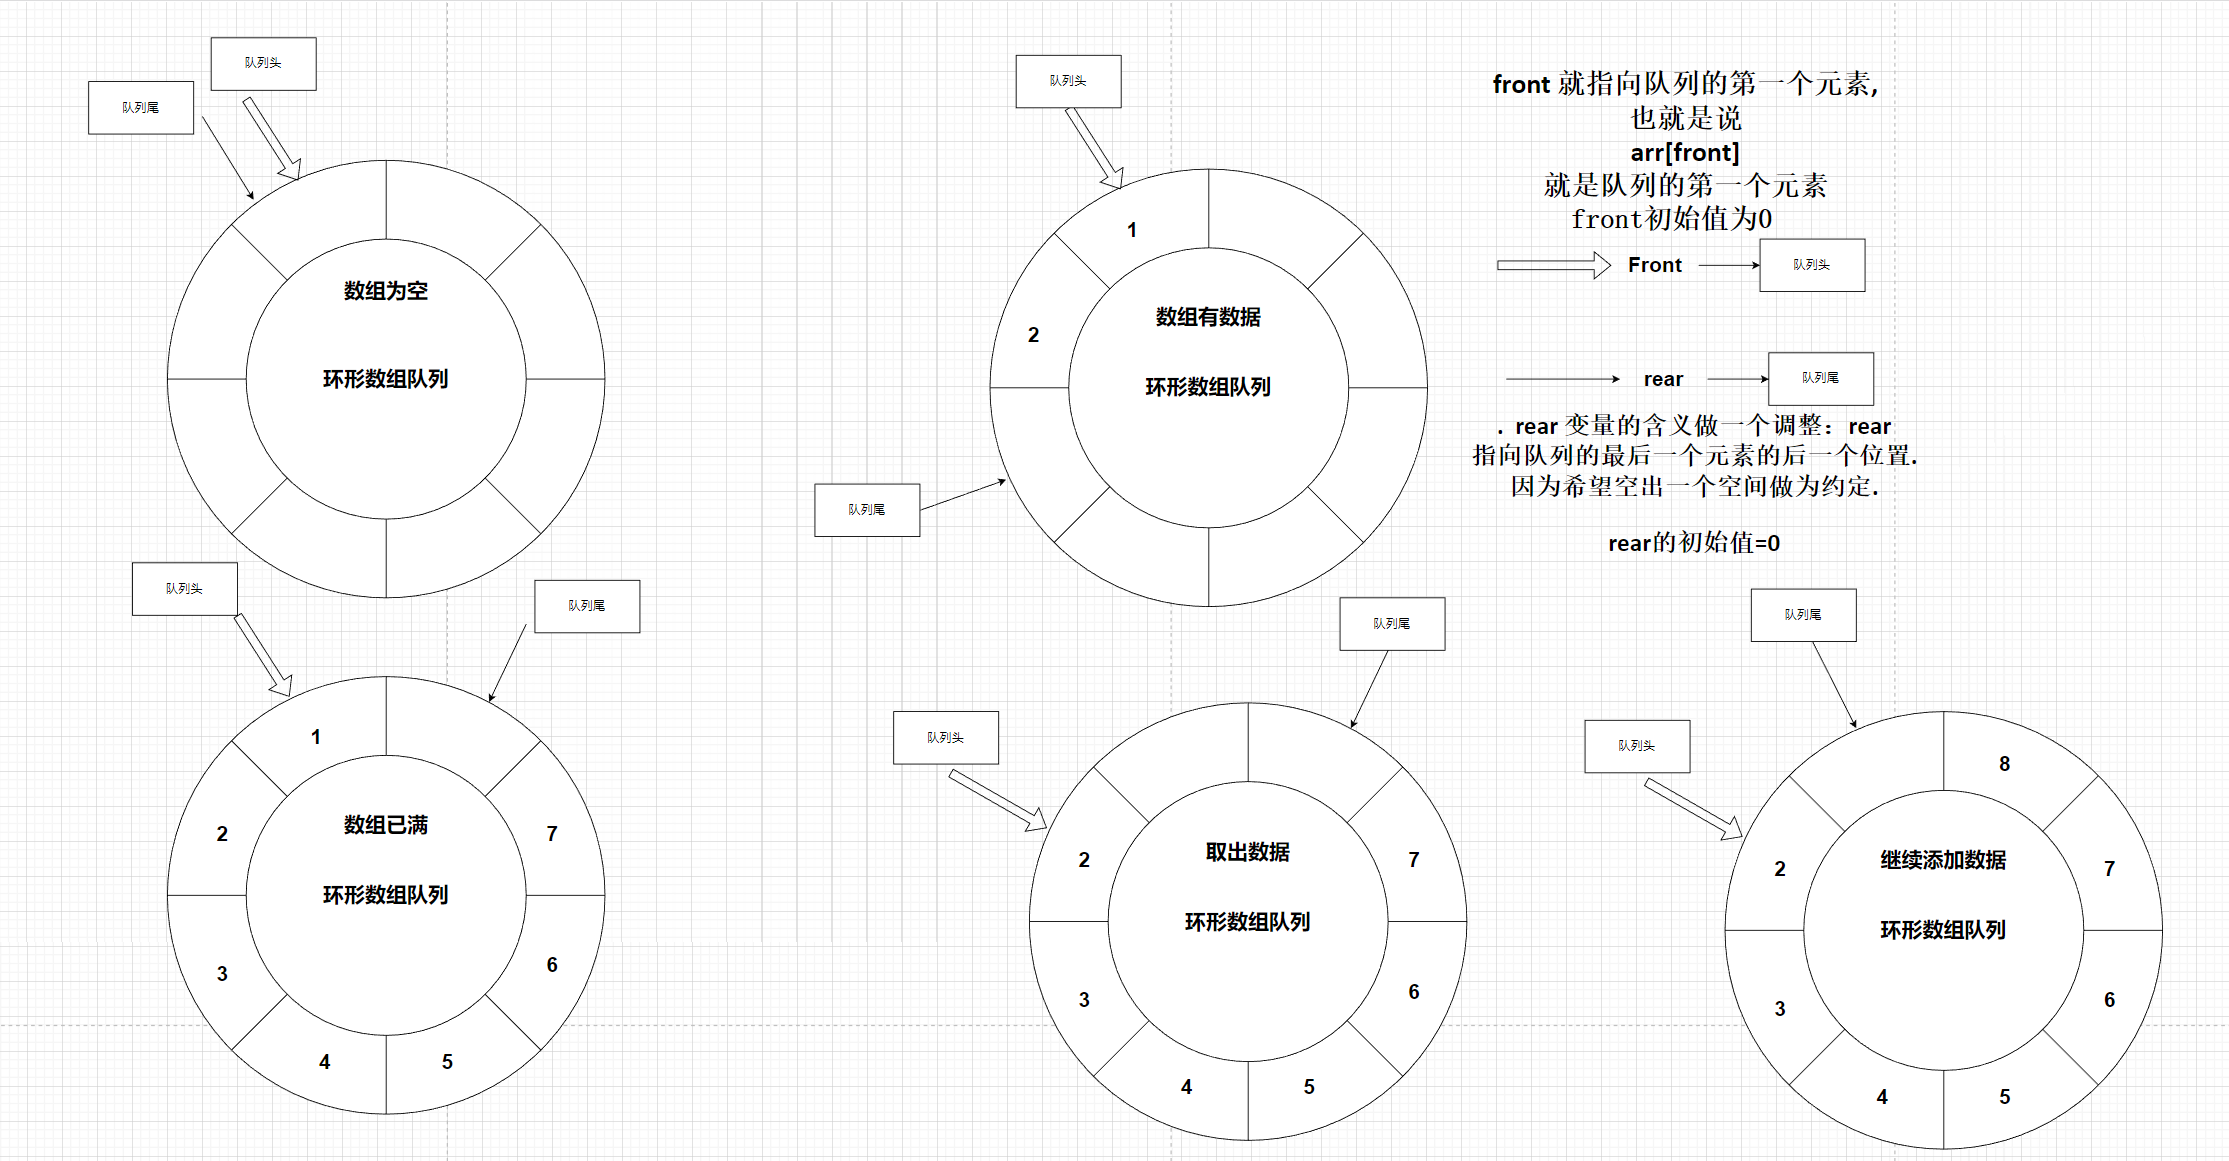 队列头
队列尾
数组为空
环形数组队列
队列头
1
2
数组有数据
环形数组队列
队列尾
front 就指向队列的第一个元素,
也就是说
arr[front]
就是队列的第一个元素
front初始值为0
Front
队列头
rear
队列尾
. rear 变量的含义做一个调整：rear
指向队列的最后一个元素的后一个位置.
因为希望空出一个空间做为约定.
rear的初始值=0
队列头
队列尾
1
2
7
数组已满
环形数组队列
3
6
4
5
队列尾
队列头
2
7
取出数据
环形数组队列
3
6
4
5
队列尾
队列头
8
2
7
继续添加数据
环形数组队列
3
6
4
5